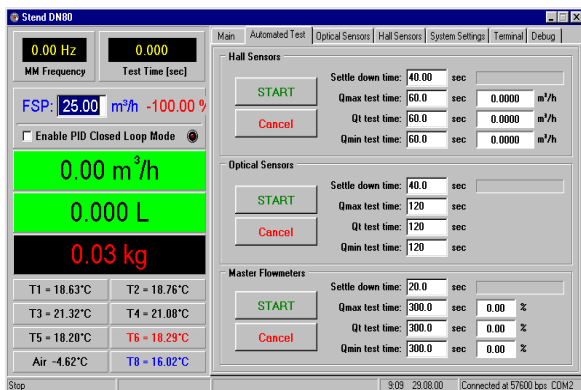 Stend DN80
0.00 Hz 0.000
MM Frequency Test Time [sec]
FSP: 25.00 m³/h -100.00 %
Enable PID Closed Loop Mode
0.00 m³/h
0.000 L
0.03 kg
T1 = 18.63°C T2 = 18.76°C
T3 = 21.32°C T4 = 21.08°C
T5 = 18.20°C T6 = 18.29°C
Air -4.62°C T8 = 16.02°C
Main Automated Test Optical Sensors Hall Sensors System Settings Terminal Debug
Hall Sensors
START
Cancel
Settle down time: 40.00 sec
Qmax test time: 60.0 sec 0.0000 m³/h
Qt test time: 60.0 sec 0.0000 m³/h
Qmin test time: 60.0 sec 0.0000 m³/h
Optical Sensors
START
Cancel
Settle down time: 40.0 sec
Qmax test time: 120 sec
Qt test time: 120 sec
Qmin test time: 120 sec
Master Flowmeters
START
Cancel
Settle down time: 20.0 sec
Qmax test time: 300.0 sec 0.00 %
Qt test time: 300.0 sec 0.00 %
Qmin test time: 300.0 sec 0.00 %
Stop 9:09 29.08.00 Connected at 57600 bps COM2